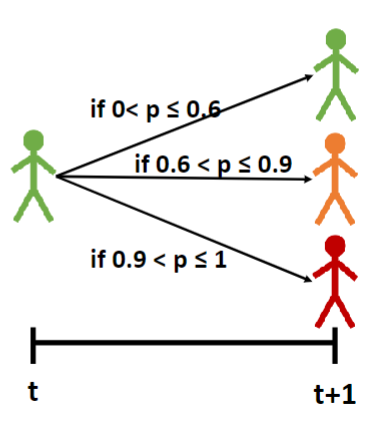 if 0< p ≤ 0.6
if 0.6 < p ≤ 0.9
if 0.9 < p ≤ 1
t
t+1